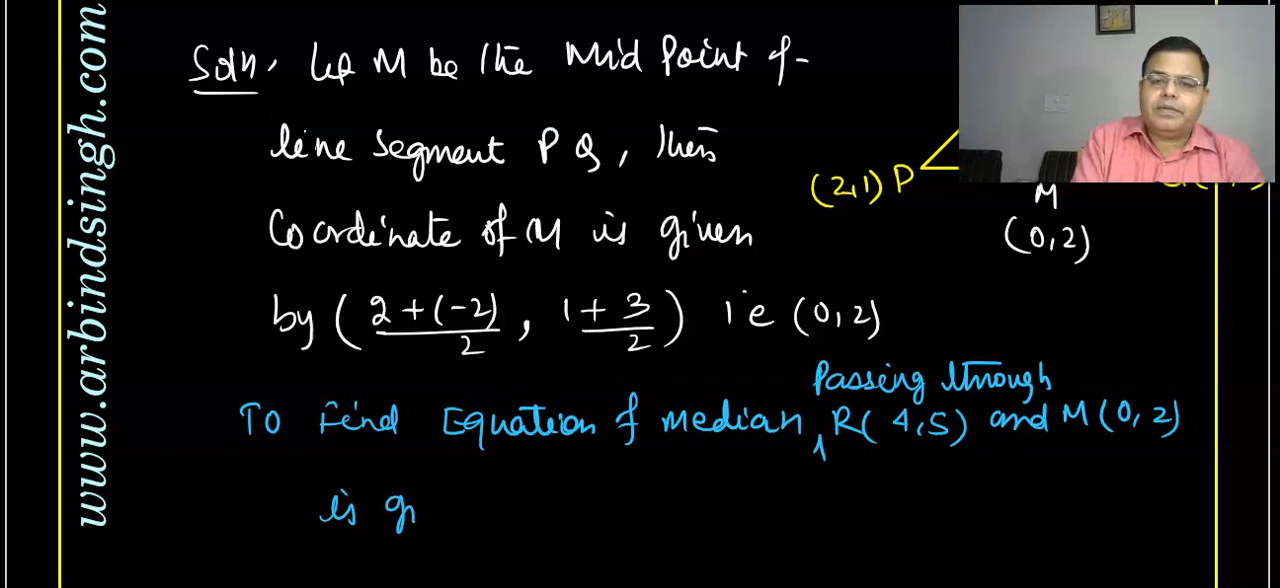 www.arbindsingh.com
Soln. Let M be the Mid Point of
line segment P Q, then
Coordinate of M is given
by ( 2 + (-2) / 2 , 1 + 3 / 2 ) ie (0, 2)
(2,1) P
M
(0, 2)
Passing through
To Find Equation of median, R( 4, 5) and M (0, 2)
is g